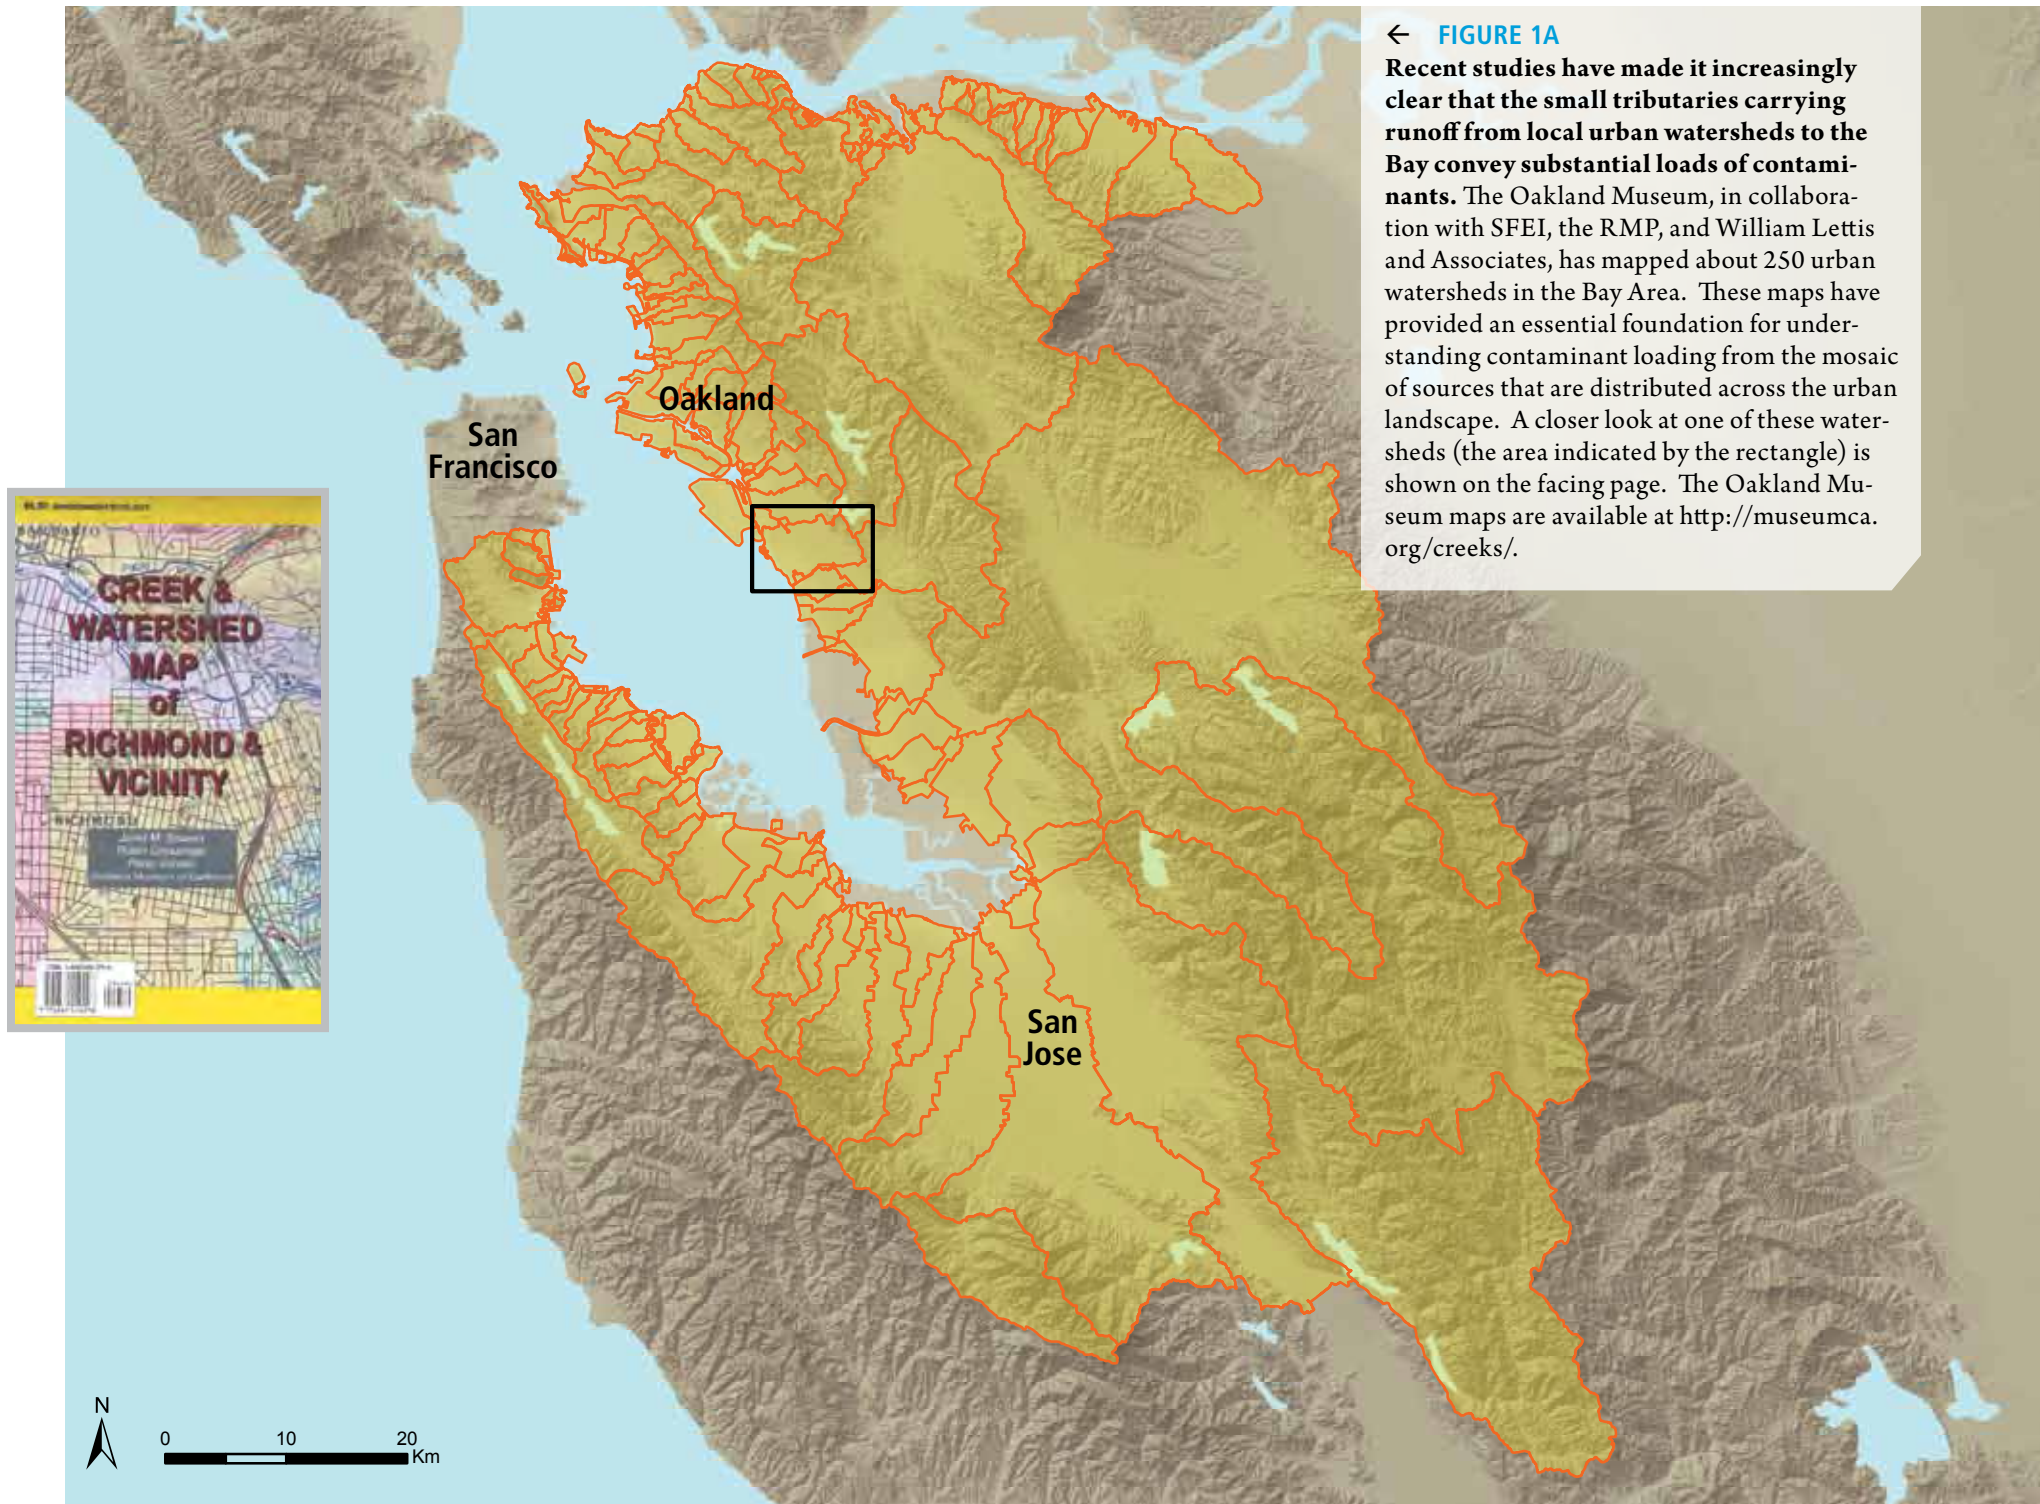 ← FIGURE 1A
Recent studies have made it increasingly
clear that the small tributaries carrying
runoff from local urban watersheds to the
Bay convey substantial loads of contami-
nants. The Oakland Museum, in collabora-
tion with SFEI, the RMP, and William Lettis
and Associates, has mapped about 250 urban
watersheds in the Bay Area. These maps have
provided an essential foundation for under-
standing contaminant loading from the mosaic
of sources that are distributed across the urban
landscape. A closer look at one of these water-
sheds (the area indicated by the rectangle) is
shown on the facing page. The Oakland Mu-
seum maps are available at http://museumca.
org/creeks/.
Oakland
San
Francisco
San
Jose
CREEK &
WATERSHED
MAP
of
RICHMOND &
VICINITY
N
0 10 20
Km